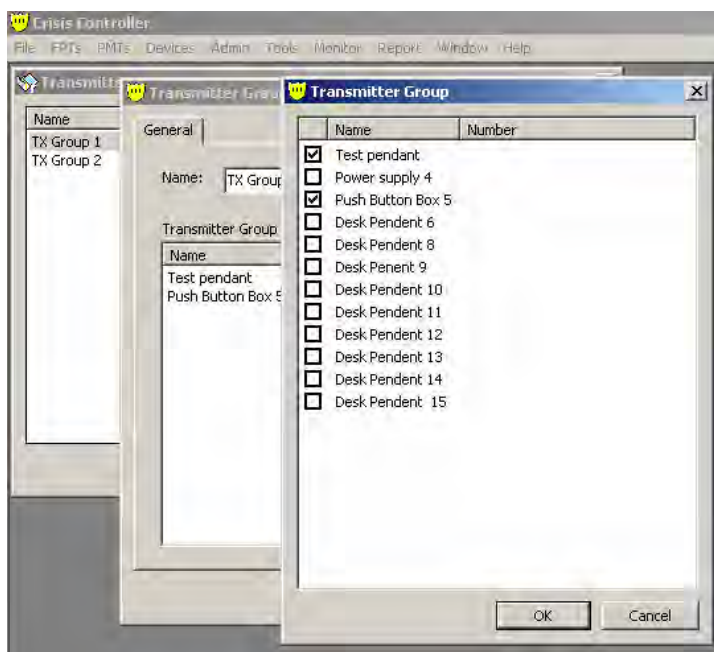 Crisis Controller
File FPTs PMTs Devices Admin Tools Monitor Report Window Help
Transmitte
Name
TX Group 1
TX Group 2
Transmitter Grou
General
Name: TX Group
Transmitter Group
Name
Test pendant
Push Button Box 5
Transmitter Group
Name Number
Test pendant
Power supply 4
Push Button Box 5
Desk Pendent 6
Desk Pendent 8
Desk Penent 9
Desk Pendent 10
Desk Pendent 11
Desk Pendent 12
Desk Pendent 13
Desk Pendent 14
Desk Pendent 15
OK Cancel